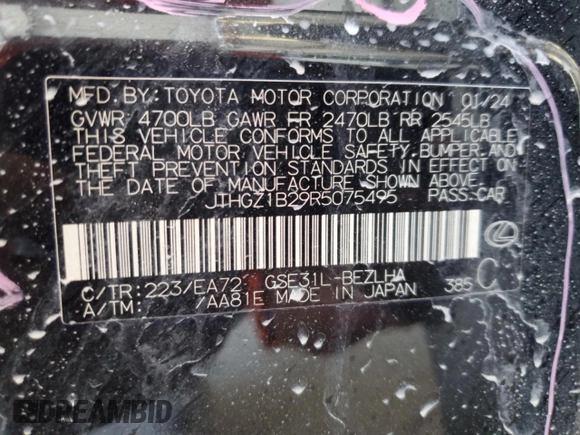 MFD. BY: TOYOTA MOTOR CORPORATION 01/24
GVWR 4700LB GAWR FR 2470LB RR 2545LB
THIS VEHICLE CONFORMS TO ALL APPLICABLE
FEDERAL MOTOR VEHICLE SAFETY, BUMPER, AND
THEFT PREVENTION STANDARDS IN EFFECT ON
THE DATE OF MANUFACTURE SHOWN ABOVE.
JTHGZ1B29R5075495 PASS. CAR
C/TR: 223/EA72 GSE31L-BEZLHA C
A/TM: /AA81E MADE IN JAPAN 385
DREAMBID